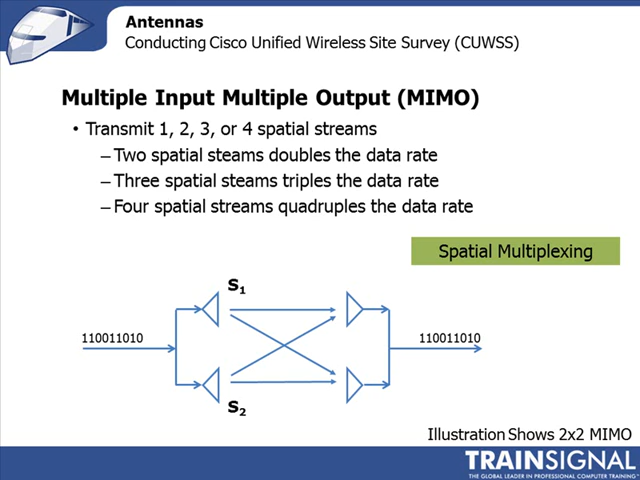 Antennas
Conducting Cisco Unified Wireless Site Survey (CUWSS)
Multiple Input Multiple Output (MIMO)
• Transmit 1, 2, 3, or 4 spatial streams
– Two spatial steams doubles the data rate
– Three spatial steams triples the data rate
– Four spatial streams quadruples the data rate
Spatial Multiplexing
S1
110011010
110011010
S2
Illustration Shows 2x2 MIMO
TRAINSIGNAL
THE GLOBAL LEADER IN PROFESSIONAL COMPUTER TRAINING